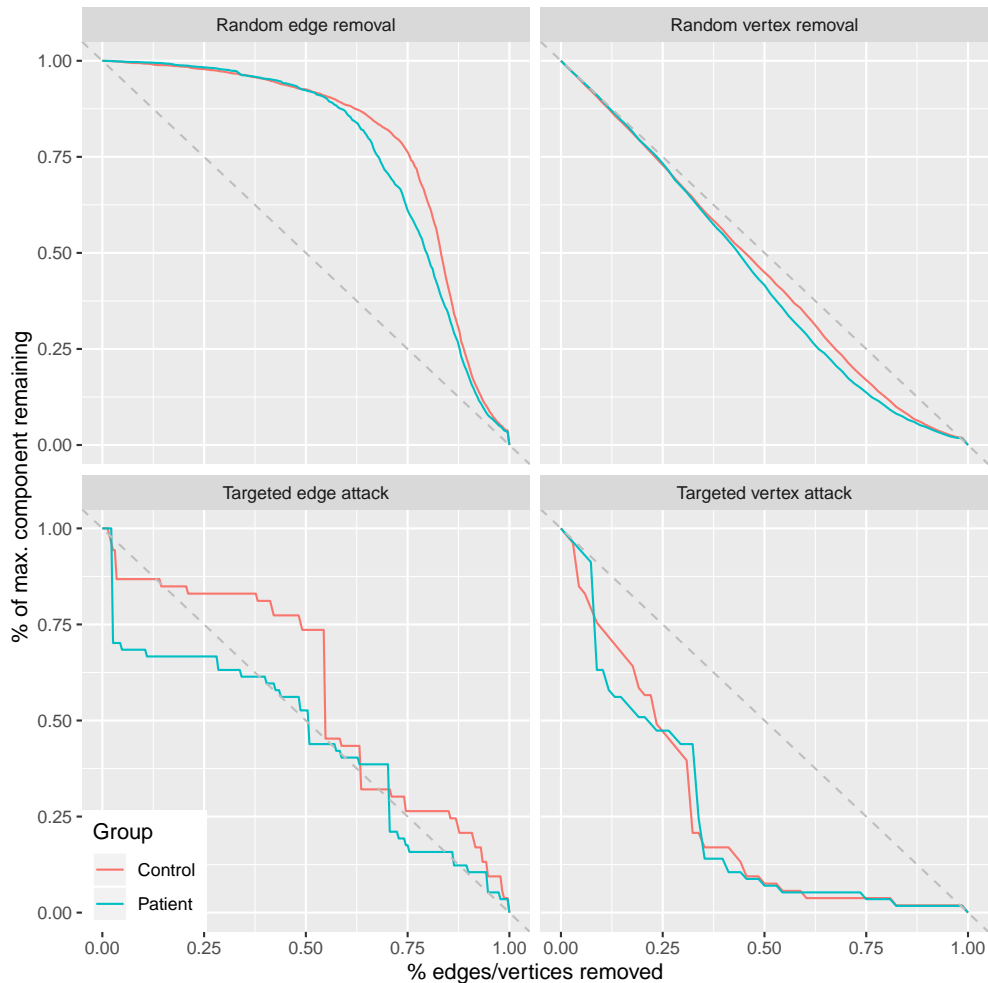 Random edge removal
Random vertex removal
1.00
0.75
0.50
0.25
0.00
% of max. component remaining
Targeted edge attack
Targeted vertex attack
1.00
0.75
0.50
0.25
0.00
Group
Control
Patient
0.00 0.25 0.50 0.75 1.00
0.00 0.25 0.50 0.75 1.00
% edges/vertices removed